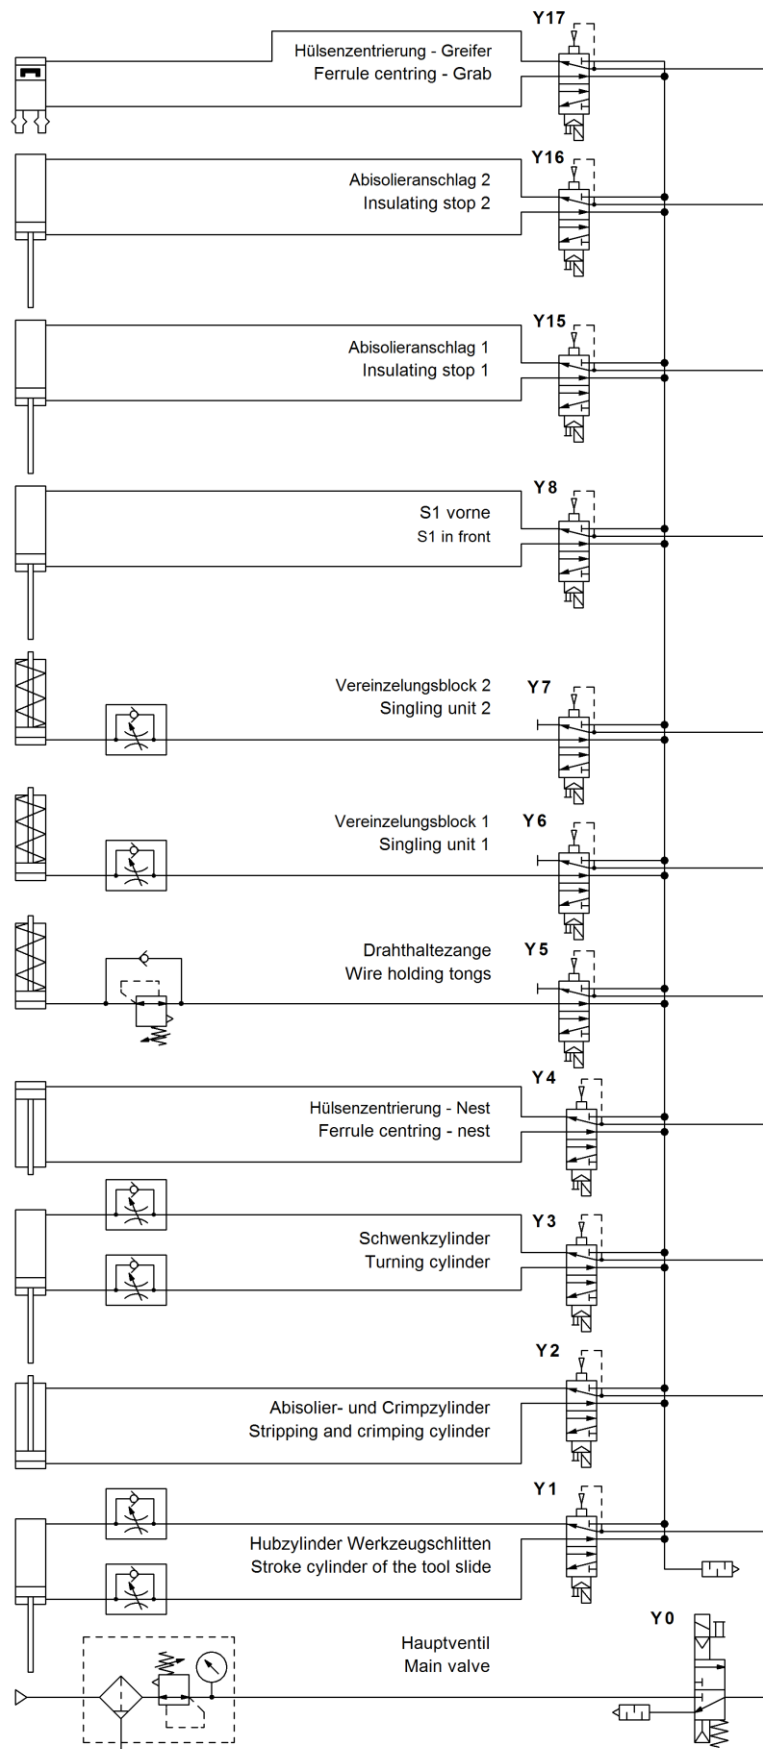 Y17
Hülsenzentrierung - Greifer
Ferrule centring - Grab
Y16
Abisolieranschlag 2
Insulating stop 2
Y15
Abisolieranschlag 1
Insulating stop 1
Y8
S1 vorne
S1 in front
Vereinzelungsblock 2
Y7
Singling unit 2
Vereinzelungsblock 1
Y6
Singling unit 1
Drahthaltezange
Y5
Wire holding tongs
Y4
Hülsenzentrierung - Nest
Ferrule centring - nest
Y3
Schwenkzylinder
Turning cylinder
Y2
Abisolier- und Crimpzylinder
Stripping and crimping cylinder
Y1
Hubzylinder Werkzeugschlitten
Stroke cylinder of the tool slide
Y0
Hauptventil
Main valve